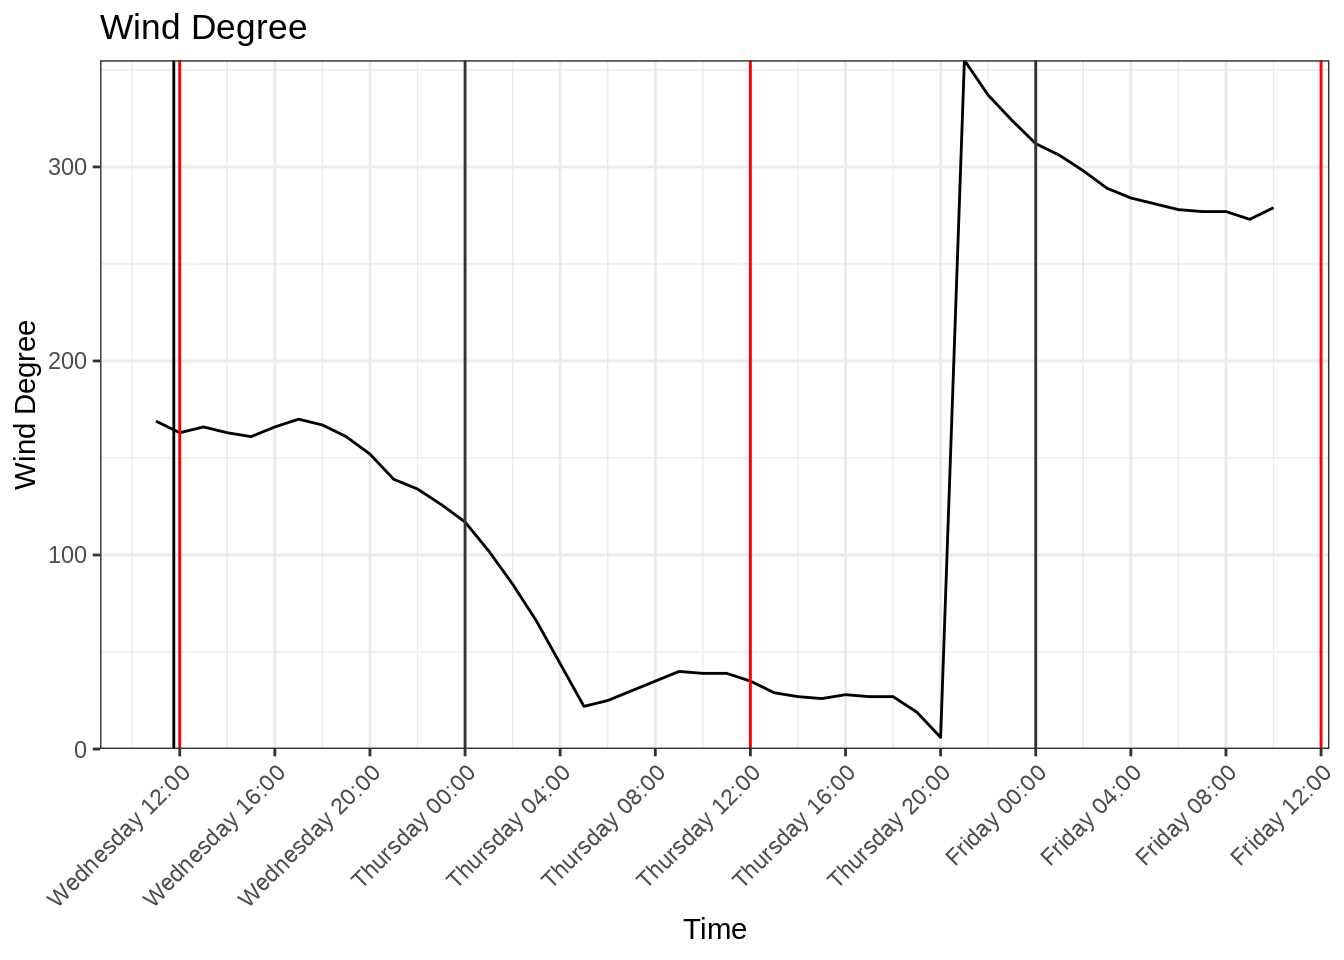 Wind Degree
Wind Degree
300
200
100
0
Wednesday 12:00
Wednesday 16:00
Wednesday 20:00
Thursday 00:00
Thursday 04:00
Thursday 08:00
Thursday 12:00
Thursday 16:00
Thursday 20:00
Friday 00:00
Friday 04:00
Friday 08:00
Friday 12:00
Time